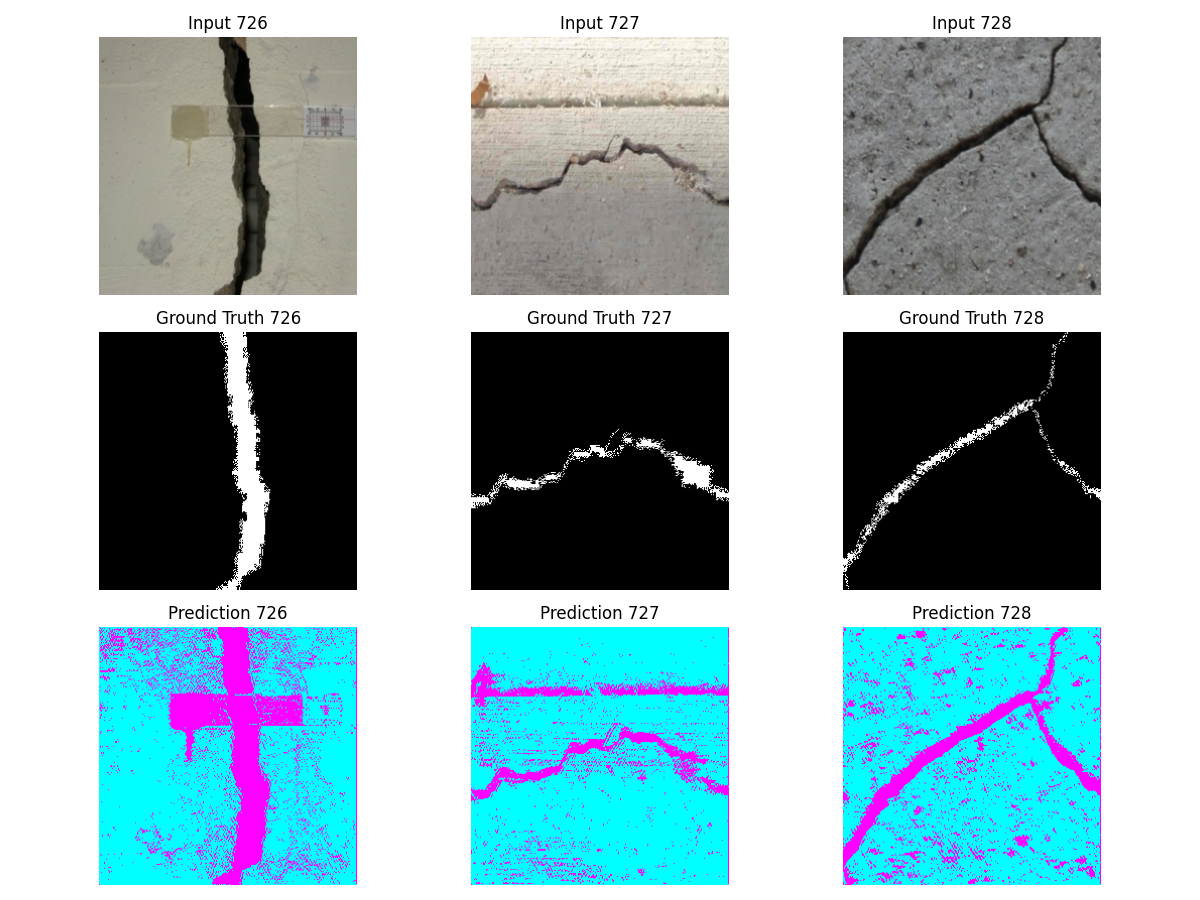 Input 726
Input 727
Input 728
Ground Truth 726
Ground Truth 727
Ground Truth 728
Prediction 726
Prediction 727
Prediction 728